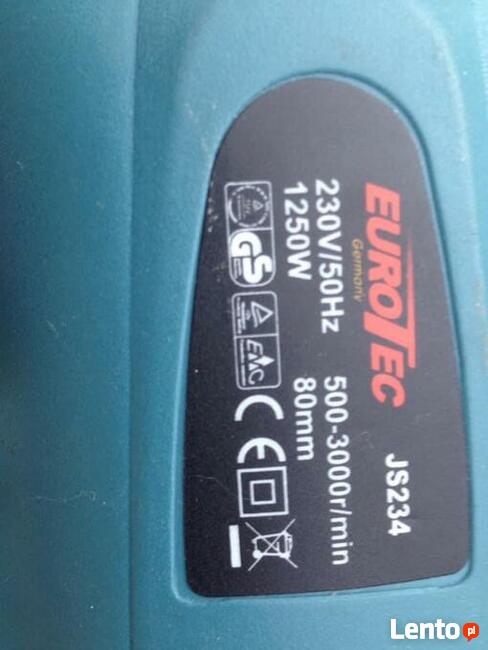 EUROTEC
Germany
JS234
230V/50Hz 500-3000r/min
1250W 80mm
GS
EMC
CE
Lento.pl